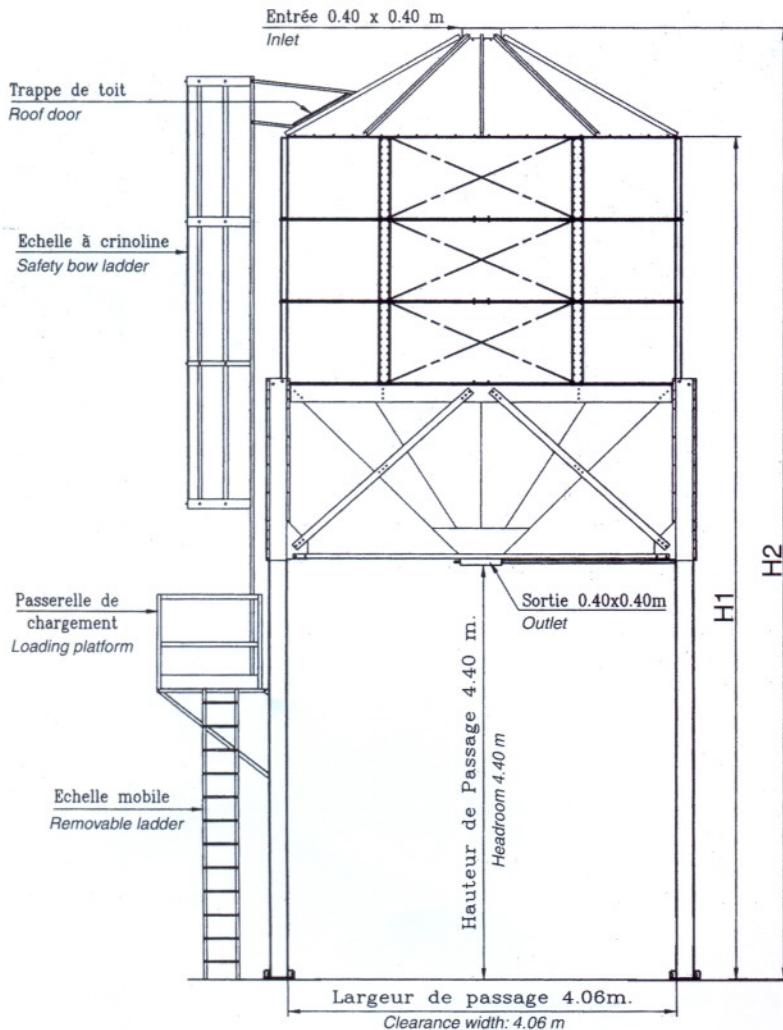 Entrée 0.40 x 0.40 m
Inlet
Trappe de toit
Roof door
Echelle à crinoline
Safety bow ladder
Passerelle de
chargement
Loading platform
Sortie 0.40x0.40m
Outlet
Echelle mobile
Removable ladder
Hauteur de Passage 4.40 m.
Headroom 4.40 m
H1
H2
Largeur de passage 4.06m.
Clearance width: 4.06 m